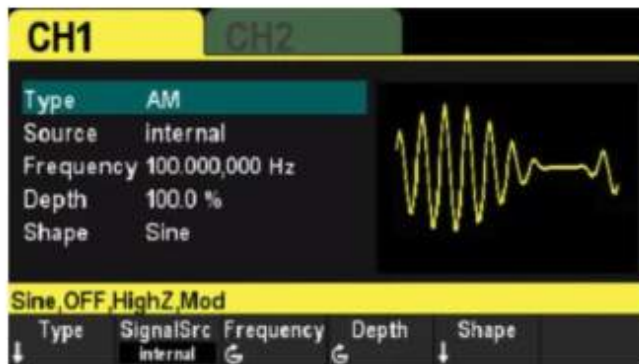 CH1 CH2
Type AM
Source internal
Frequency 100.000,000 Hz
Depth 100.0 %
Shape Sine
Sine,OFF,HighZ,Mod
Type SignalSrc Frequency Depth Shape
internal